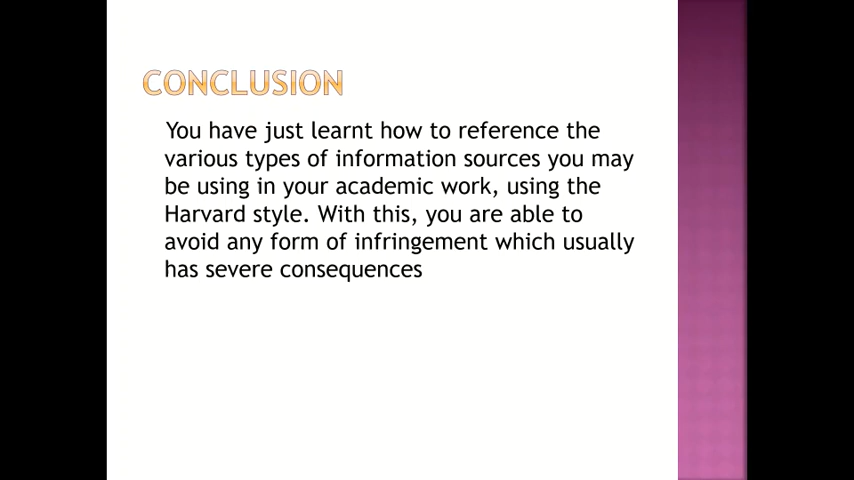 CONCLUSION
You have just learnt how to reference the
various types of information sources you may
be using in your academic work, using the
Harvard style. With this, you are able to
avoid any form of infringement which usually
has severe consequences